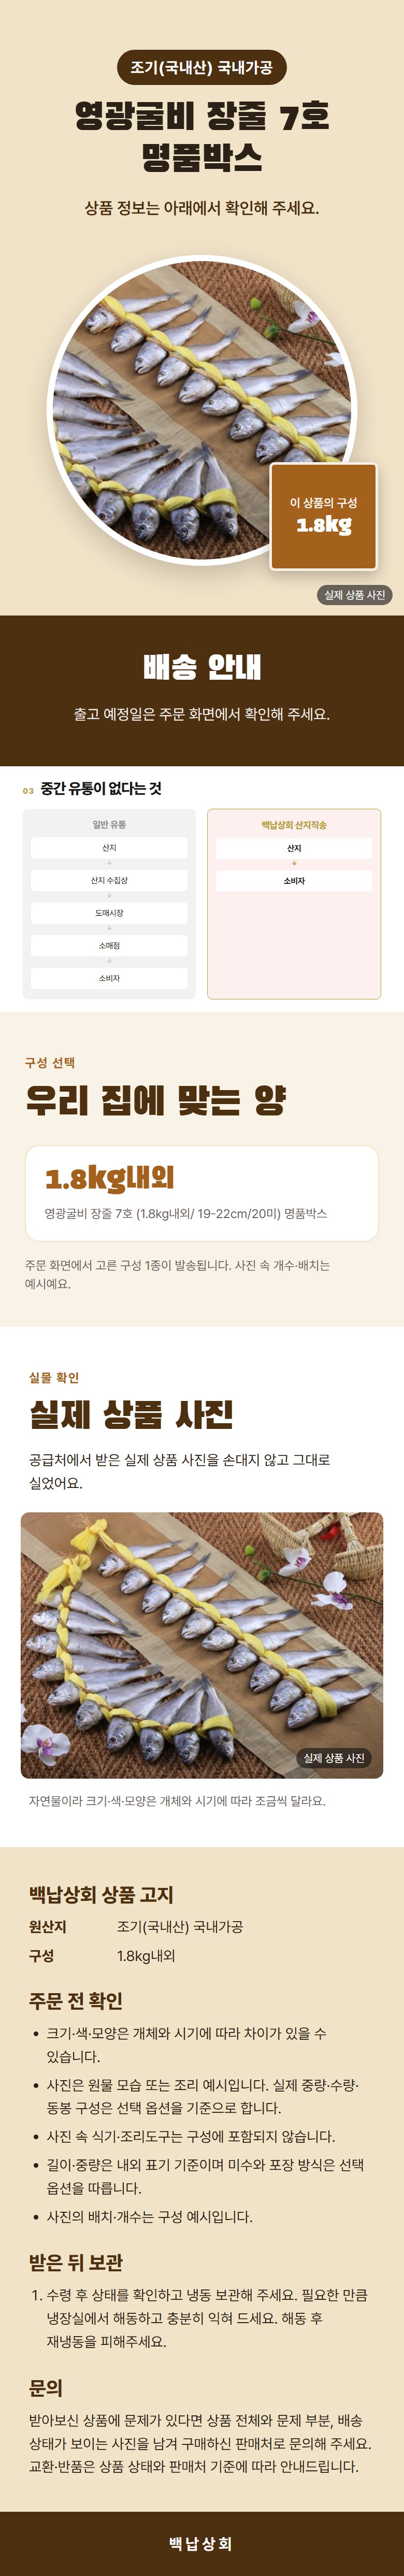 조기(국내산) 국내가공
영광굴비 장줄 7호
명품박스
상품 정보는 아래에서 확인해 주세요.
이 상품의 구성
1.8kg
실제 상품 사진
배송 안내
출고 예정일은 주문 화면에서 확인해 주세요.
03 중간 유통이 없다는 것
일반 유통
산지
↓
산지 수집상
↓
도매시장
↓
소매점
↓
소비자
백납상회 산지직송
산지
↓
소비자
구성 선택
우리 집에 맞는 양
1.8kg내외
영광굴비 장줄 7호 (1.8kg내외/ 19-22cm/20미) 명품박스
주문 화면에서 고른 구성 1종이 발송됩니다. 사진 속 개수·배치는
예시예요.
실물 확인
실제 상품 사진
공급처에서 받은 실제 상품 사진을 손대지 않고 그대로
실었어요.
실제 상품 사진
자연물이라 크기·색·모양은 개체와 시기에 따라 조금씩 달라요.
백납상회 상품 고지
원산지 조기(국내산) 국내가공
구성 1.8kg내외
주문 전 확인
• 크기·색·모양은 개체와 시기에 따라 차이가 있을 수
있습니다.
• 사진은 원물 모습 또는 조리 예시입니다. 실제 중량·수량·
동봉 구성은 선택 옵션을 기준으로 합니다.
• 사진 속 식기·조리도구는 구성에 포함되지 않습니다.
• 길이·중량은 내외 표기 기준이며 미수와 포장 방식은 선택
옵션을 따릅니다.
• 사진의 배치·개수는 구성 예시입니다.
받은 뒤 보관
1. 수령 후 상태를 확인하고 냉동 보관해 주세요. 필요한 만큼
냉장실에서 해동하고 충분히 익혀 드세요. 해동 후
재냉동을 피해주세요.
문의
받아보신 상품에 문제가 있다면 상품 전체와 문제 부분, 배송
상태가 보이는 사진을 남겨 구매하신 판매처로 문의해 주세요.
교환·반품은 상품 상태와 판매처 기준에 따라 안내드립니다.
백납상회